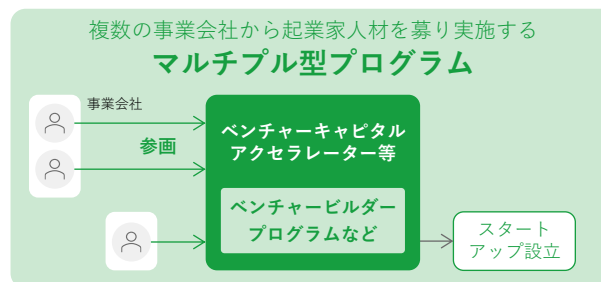 複数の事業会社から起業家人材を募り実施する
マルチプル型プログラム
事業会社
参画
ベンチャーキャピタル
アクセラレーター等
ベンチャービルダー
プログラムなど
スタート
アップ設立